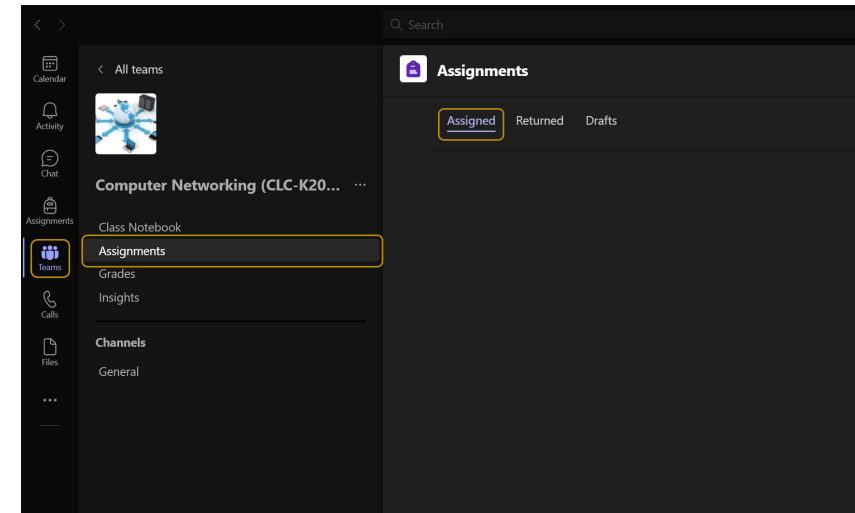 Search
Calendar
Activity
Chat
Assignments
Teams
Calls
Files
All teams
Computer Networking (CLC-K20...
Class Notebook
Assignments
Grades
Insights
Channels
General
Assignments
Assigned Returned Drafts